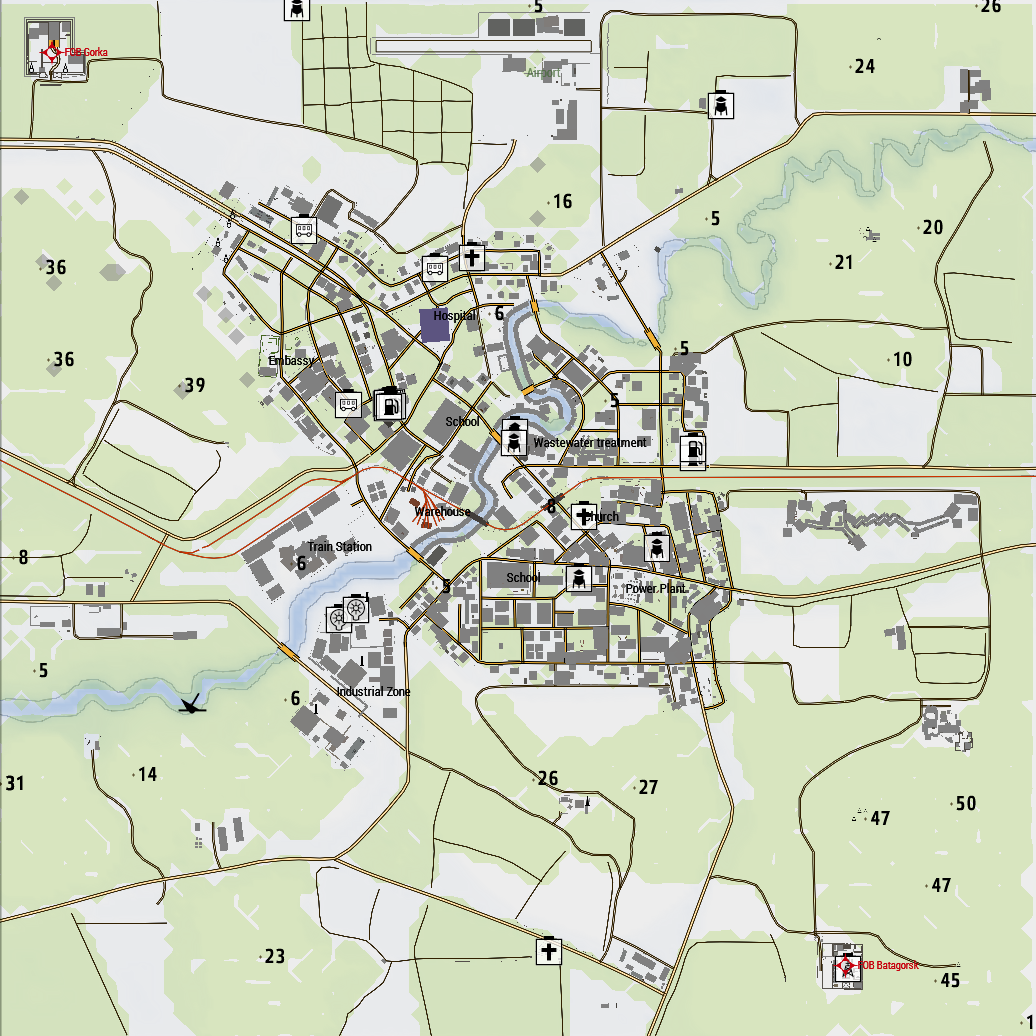 5
26
FOB Gorka
Airport
24
16
5
20
36
21
Hospital
6
36
Embassy
5
10
39
5
School
Wastewater treatment
8
Warehouse
Church
Train Station
8
6
School
5
Power Plant
5
6
Industrial Zone
14
31
26
27
50
47
47
23
FOB Batagorsk
45
1